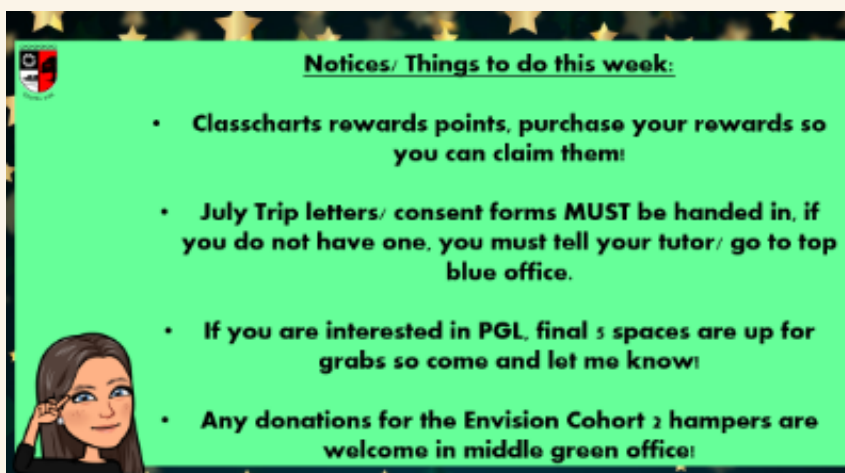 Notices/ Things to do this week:
• Classcharts rewards points, purchase your rewards so
you can claim them!
• July Trip letters/ consent forms MUST be handed in, if
you do not have one, you must tell your tutor/ go to top
blue office.
• If you are interested in PGL, final 5 spaces are up for
grabs so come and let me know!
• Any donations for the Envision Cohort 2 hampers are
welcome in middle green office!